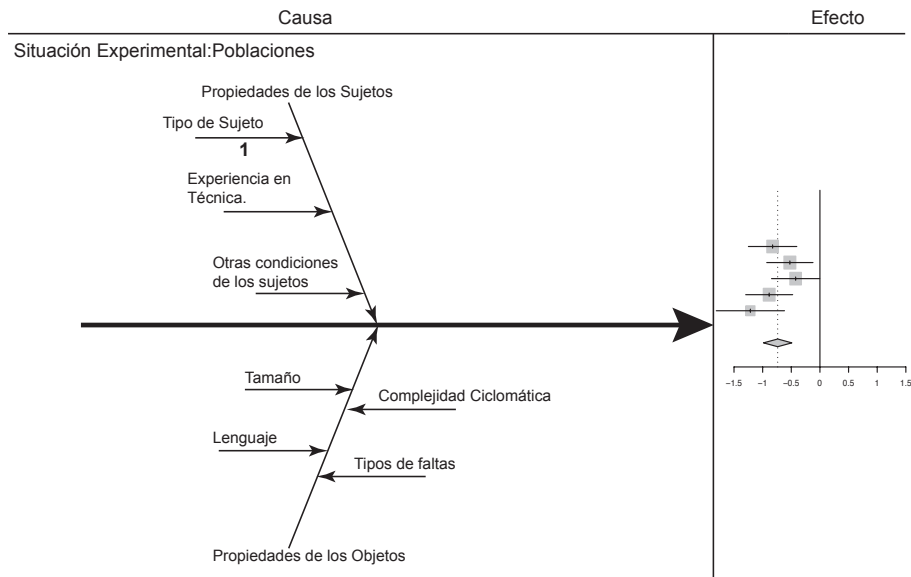 Causa
Efecto
Situación Experimental:Poblaciones
Propiedades de los Sujetos
Tipo de Sujeto
1
Experiencia en
Técnica.
Otras condiciones
de los sujetos
Tamaño
Complejidad Ciclomática
Lenguaje
Tipos de faltas
Propiedades de los Objetos
−1.5 −1 −0.5 0 0.5 1 1.5